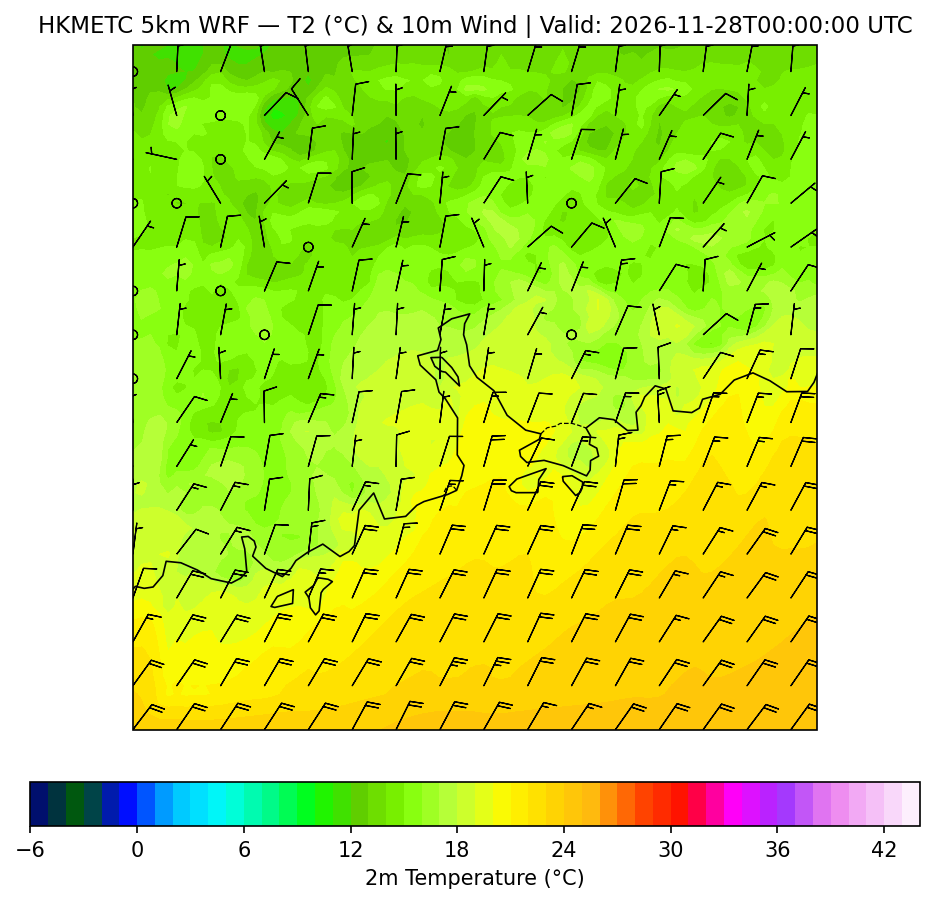 HKMETC 5km WRF — T2 (°C) & 10m Wind | Valid: 2026-11-28T00:00:00 UTC
−6 0 6 12 18 24 30 36 42
2m Temperature (°C)